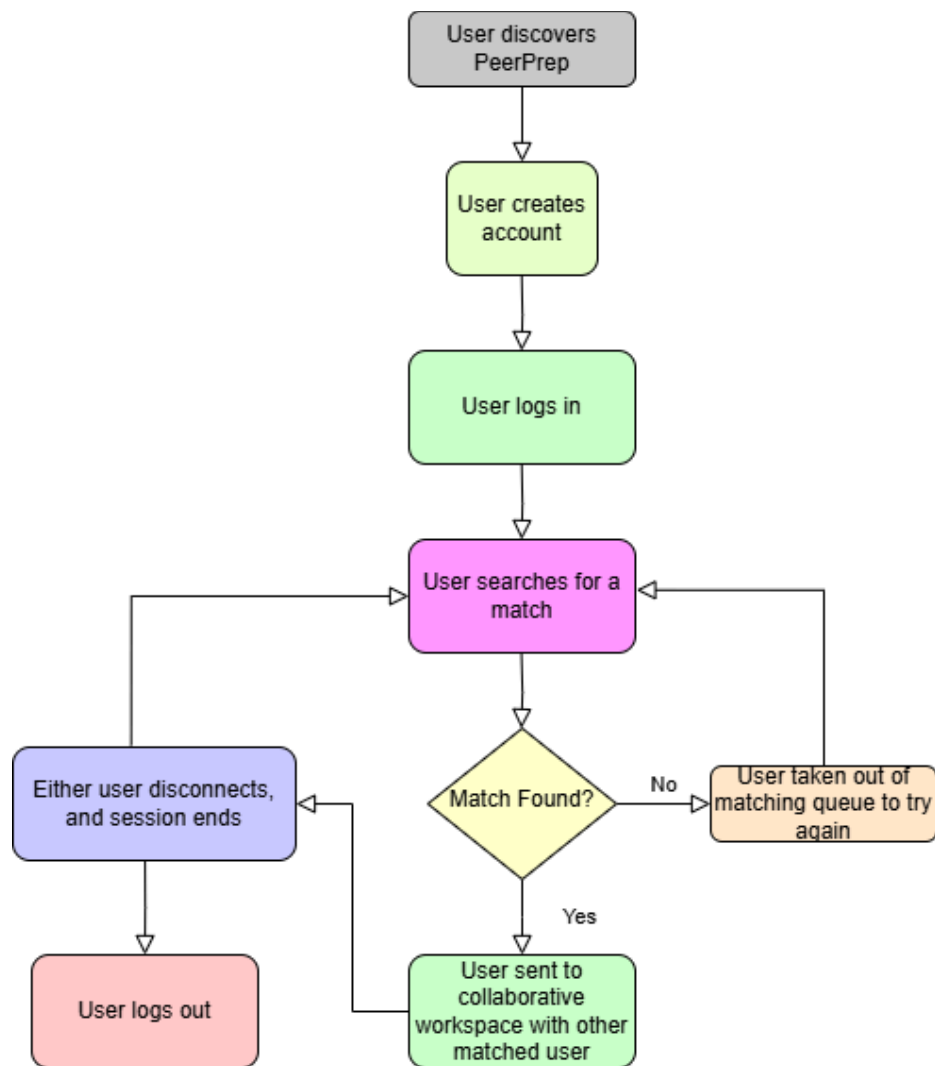 User discovers
PeerPrep
User creates
account
User logs in
User searches for a
match
Match Found?
No
User taken out of
matching queue to try
again
Either user disconnects,
and session ends
Yes
User sent to
collaborative
workspace with other
matched user
User logs out